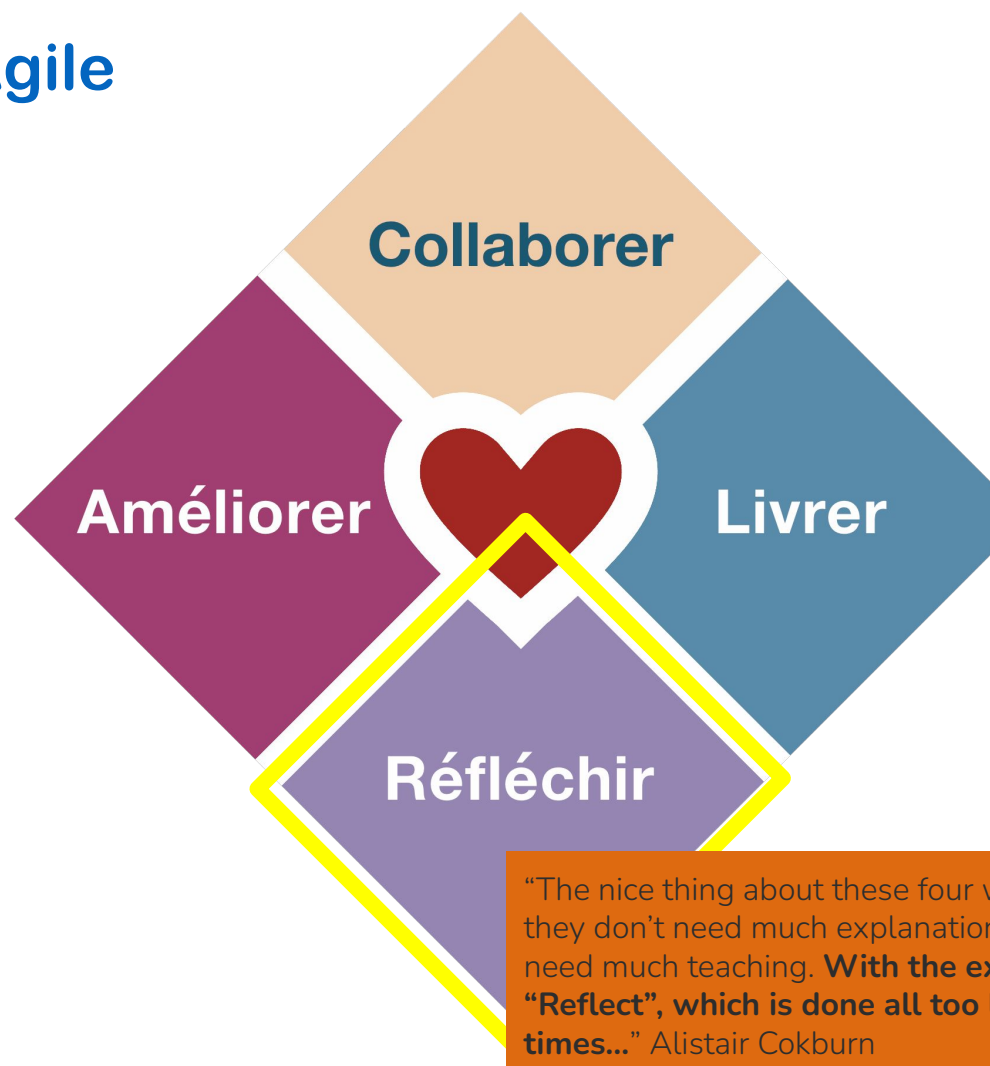 gile
Collaborer
Améliorer
Livrer
Réfléchir
“The nice thing about these four
they don’t need much explanation
need much teaching. With the
“Reflect”, which is done all too
times...” Alistair Cokburn